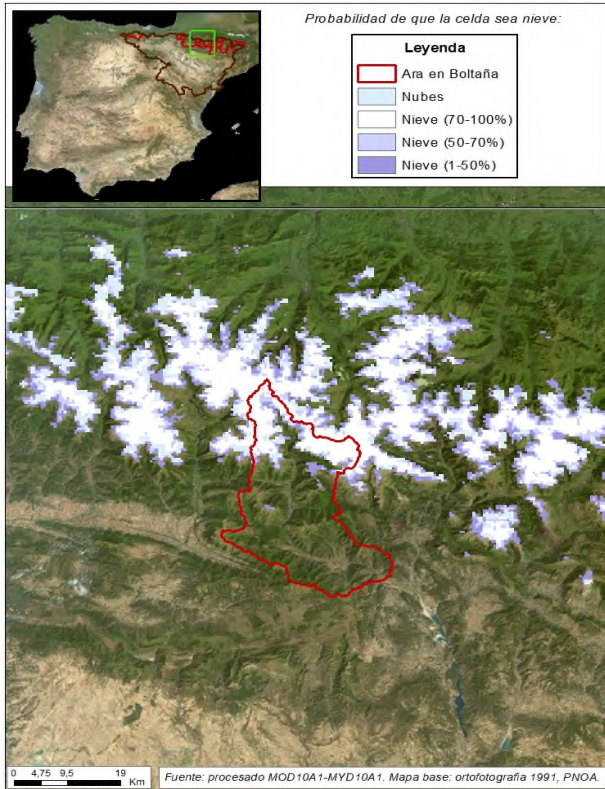 Probabilidad de que la celda sea nieve:
Leyenda
Ara en Boltaña
Nubes
Nieve (70-100%)
Nieve (50-70%)
Nieve (1-50%)
0 4,75 9,5 19
Km
Fuente: procesado MOD10A1-MYD10A1. Mapa base: ortofotografía 1991, PNOA.